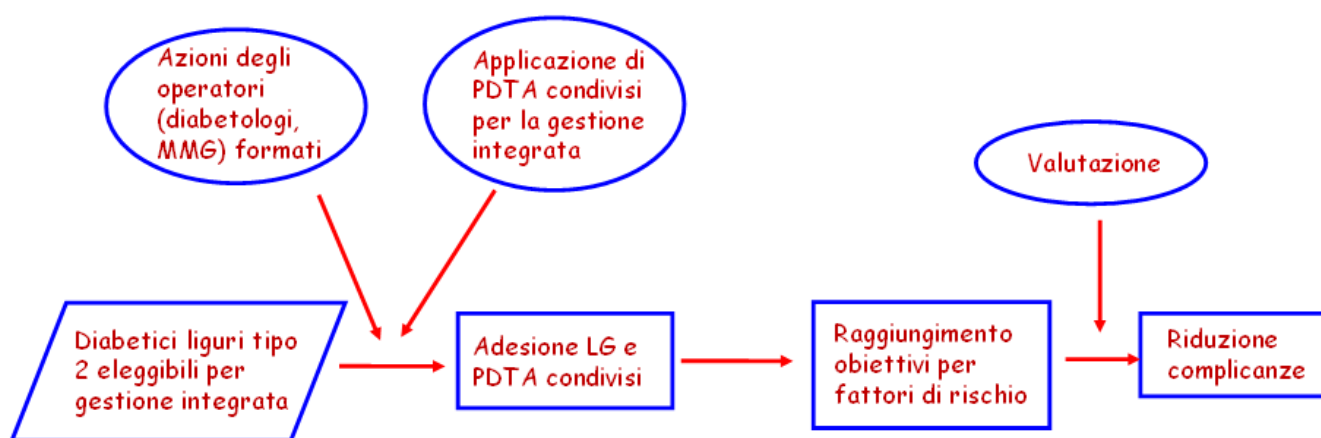 Azioni degli
operatori
(diabetologi,
MMG) formati
Applicazione di
PDTA condivisi
per la gestione
integrata
Valutazione
Diabetici liguri tipo
2 eleggibili per
gestione integrata
Adesione LG e
PDTA condivisi
Raggiungimento
obiettivi per
fattori di rischio
Riduzione
complicanze